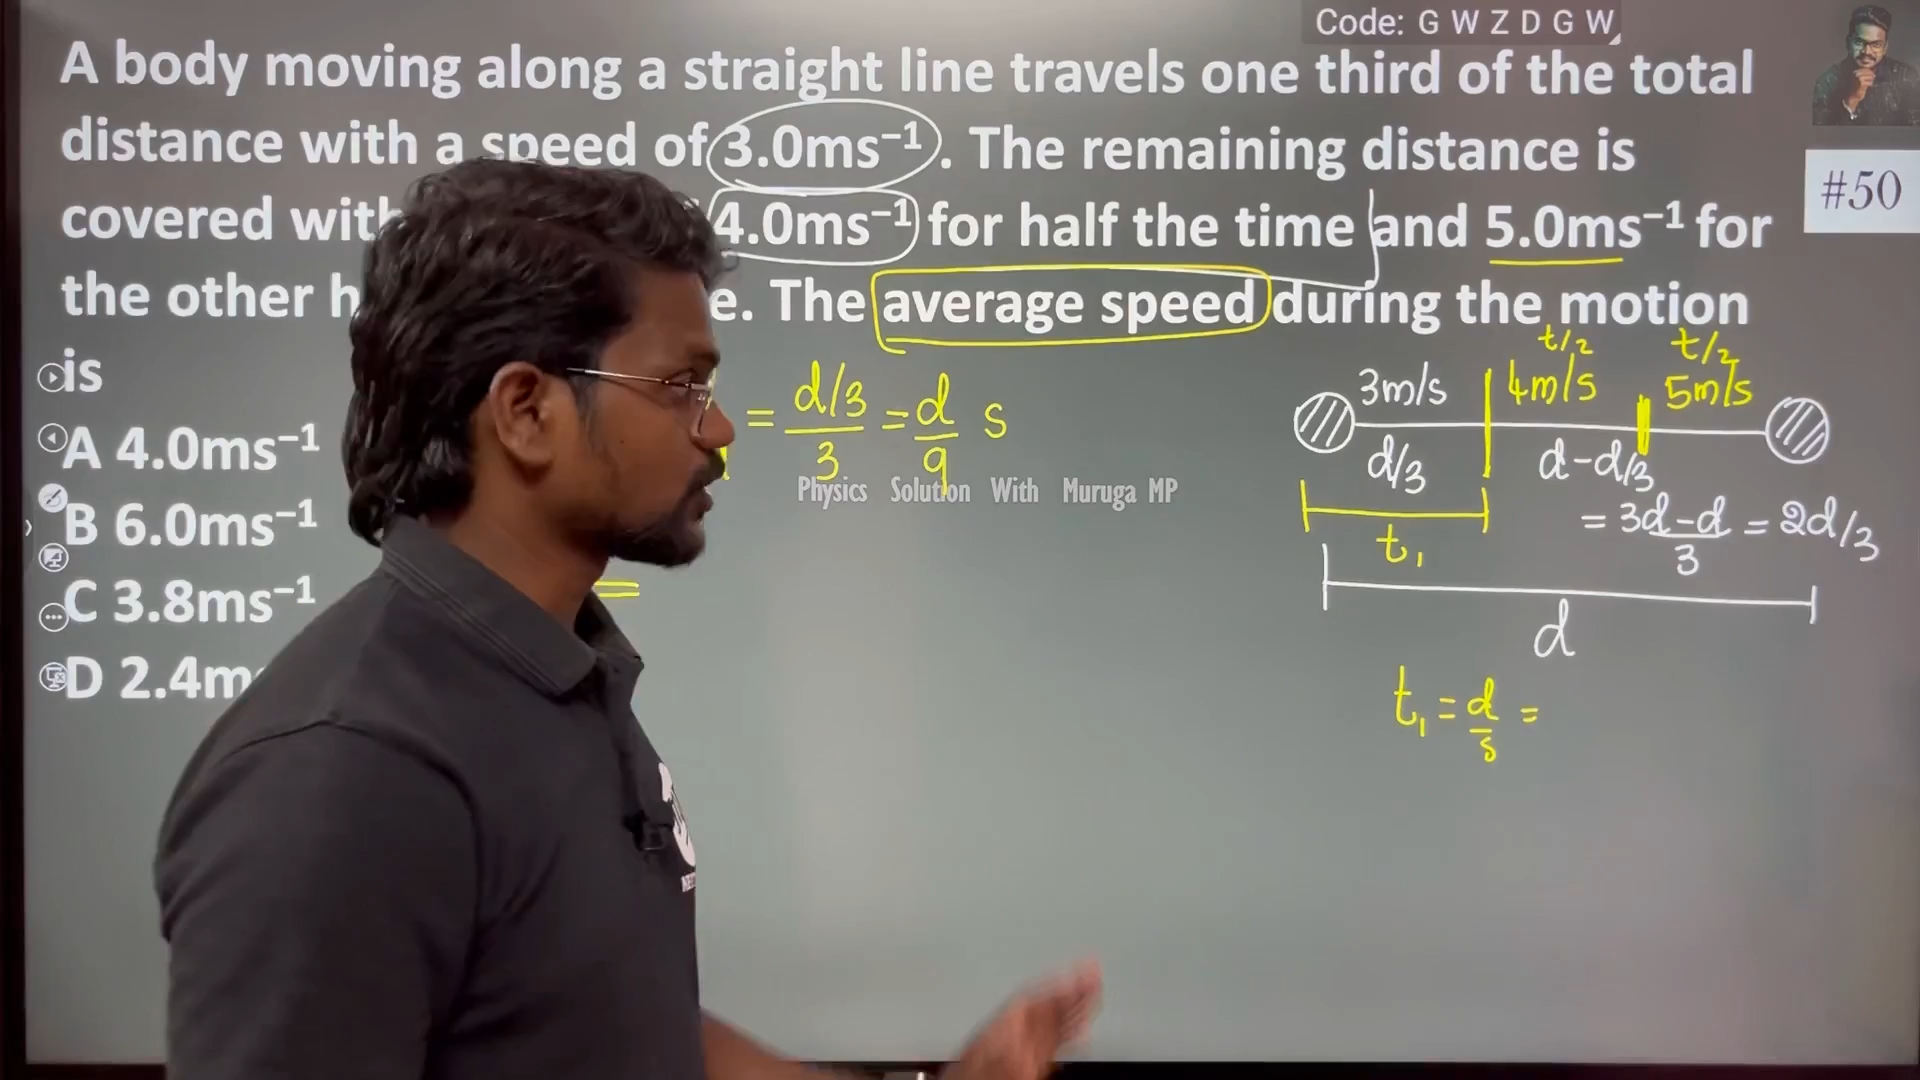 Code: G W Z D G W
A body moving along a straight line travels one third of the total
distance with a speed of 3.0ms⁻¹. The remaining distance is
#50
covered with 4.0ms⁻¹ for half the time and 5.0ms⁻¹ for
the other h e. The average speed during the motion
is
t/2 t/2
3m/s 4m/s 5m/s
= d/3 / 3 = d/9 s
A 4.0ms⁻¹
d/3 d-d/3
Physics Solution With Muruga MP
B 6.0ms⁻¹
= 3d-d / 3 = 2d/3
t₁
C 3.8ms⁻¹
=
d
D 2.4m
t₁ = d/s =